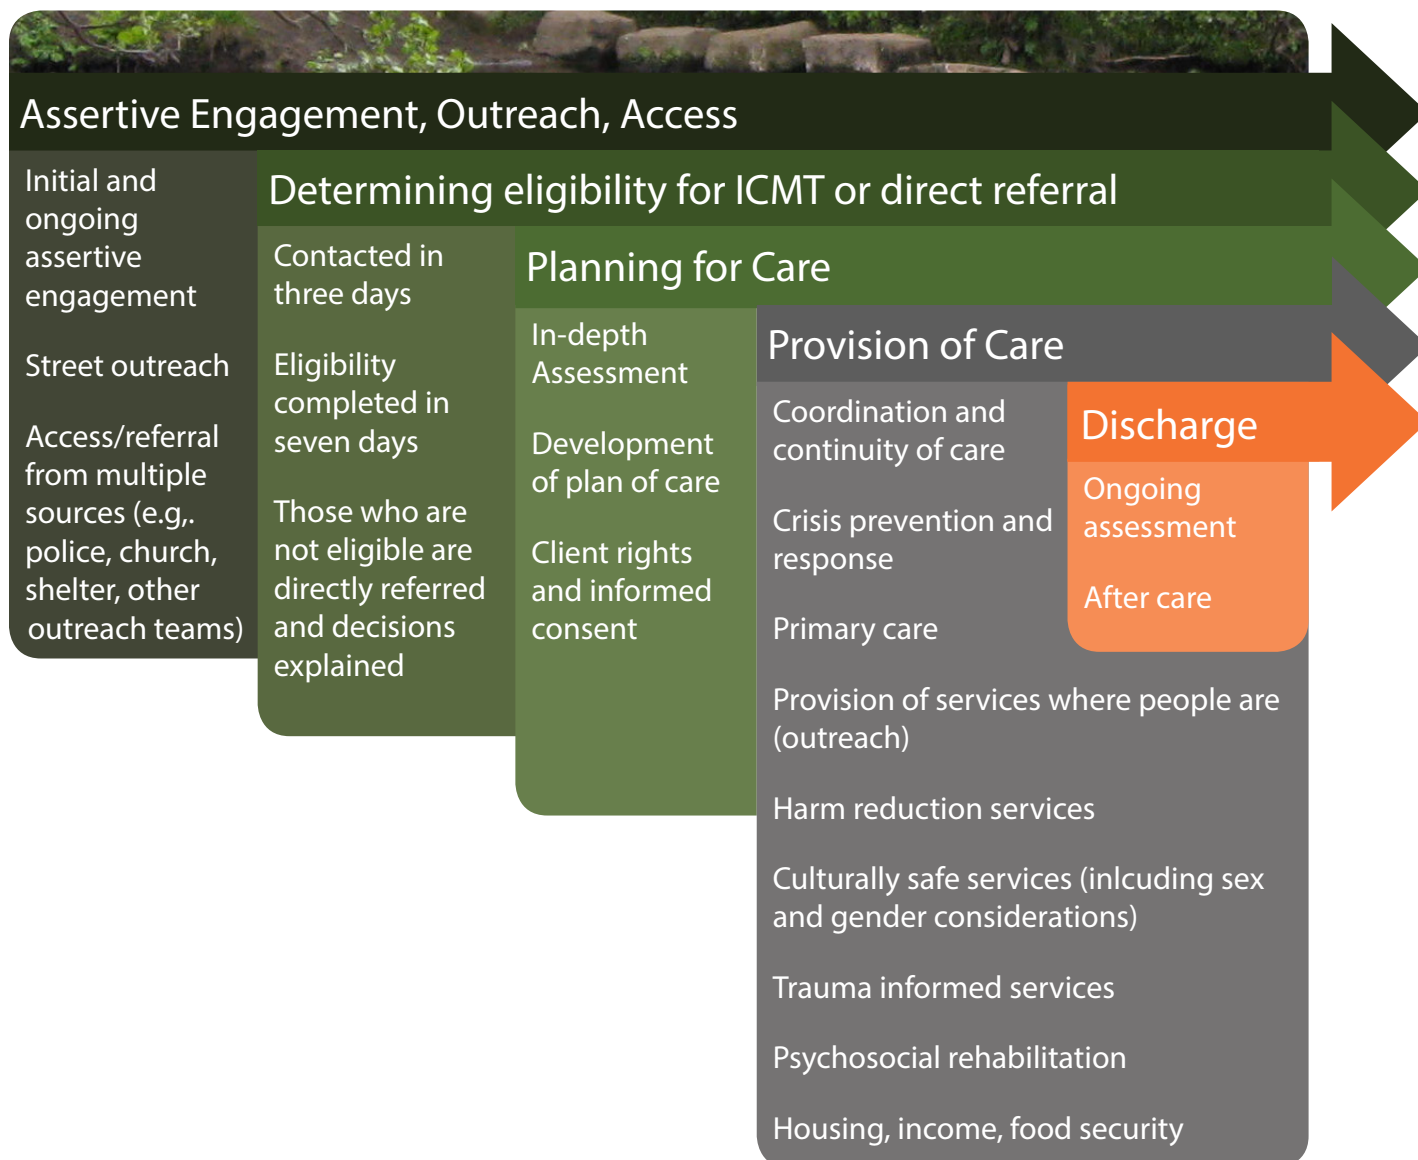 Assertive Engagement, Outreach, Access
Initial and
ongoing
assertive
engagement
Street outreach
Access/referral
from multiple
sources (e.g,.
police, church,
shelter, other
outreach teams)
Determining eligibility for ICMT or direct referral
Contacted in
three days
Eligibility
completed in
seven days
Those who are
not eligible are
directly referred
and decisions
explained
Planning for Care
In-depth
Assessment
Development
of plan of care
Client rights
and informed
consent
Provision of Care
Coordination and
continuity of care
Crisis prevention and
response
Primary care
Provision of services where people are
(outreach)
Harm reduction services
Culturally safe services (inlcuding sex
and gender considerations)
Trauma informed services
Psychosocial rehabilitation
Housing, income, food security
Discharge
Ongoing
assessment
After care